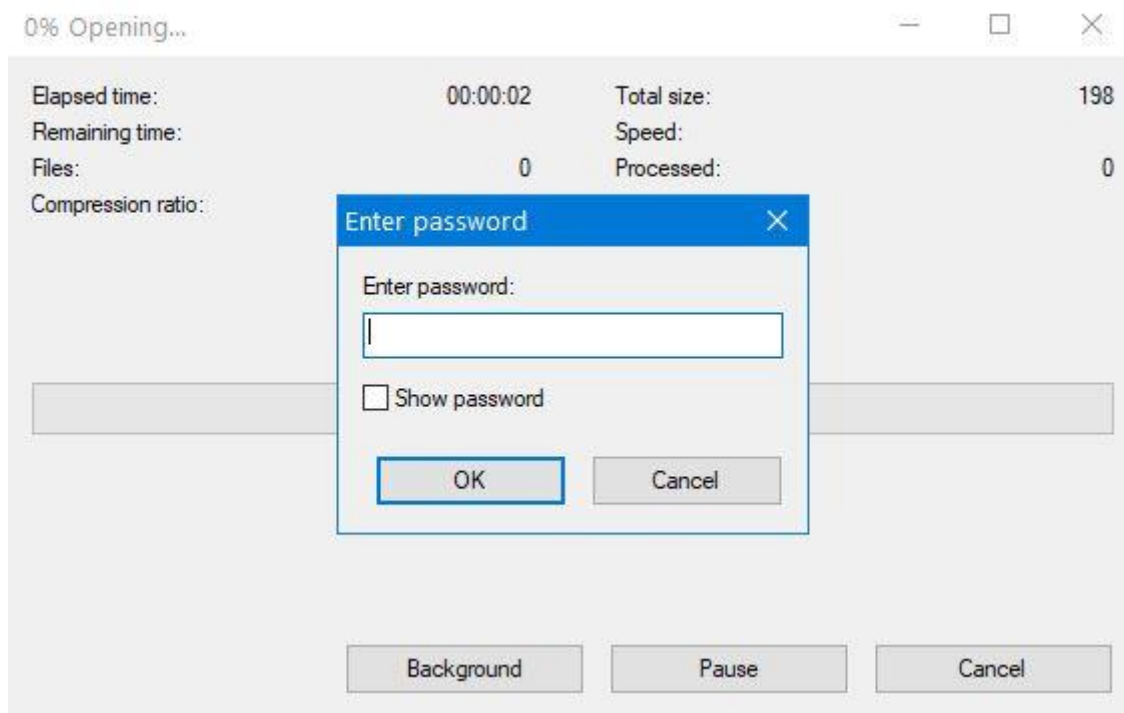 0% Opening...
Elapsed time: 00:00:02 Total size: 198
Remaining time: Speed:
Files: 0 Processed: 0
Compression ratio:
Enter password
Enter password:
Show password
OK Cancel
Background Pause Cancel